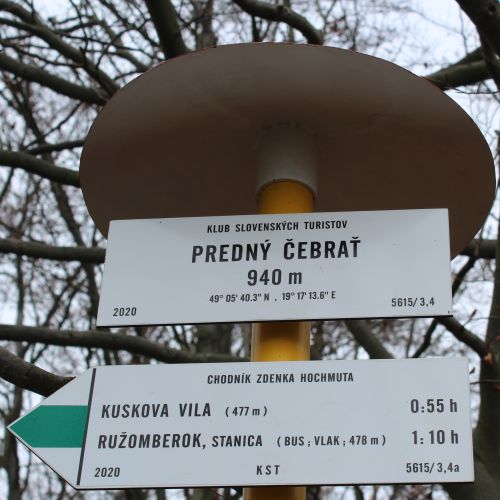 KLUB SLOVENSKÝCH TURISTOV
PREDNÝ ČEBRAŤ
940 m
49° 05' 40.3" N , 19° 17' 13.6" E
2020 5615/3,4
CHODNÍK ZDENKA HOCHMUTA
KUSKOVA VILA (477 m) 0:55 h
RUŽOMBEROK, STANICA (BUS; VLAK; 478 m) 1:10 h
2020 KST 5615/3,4a